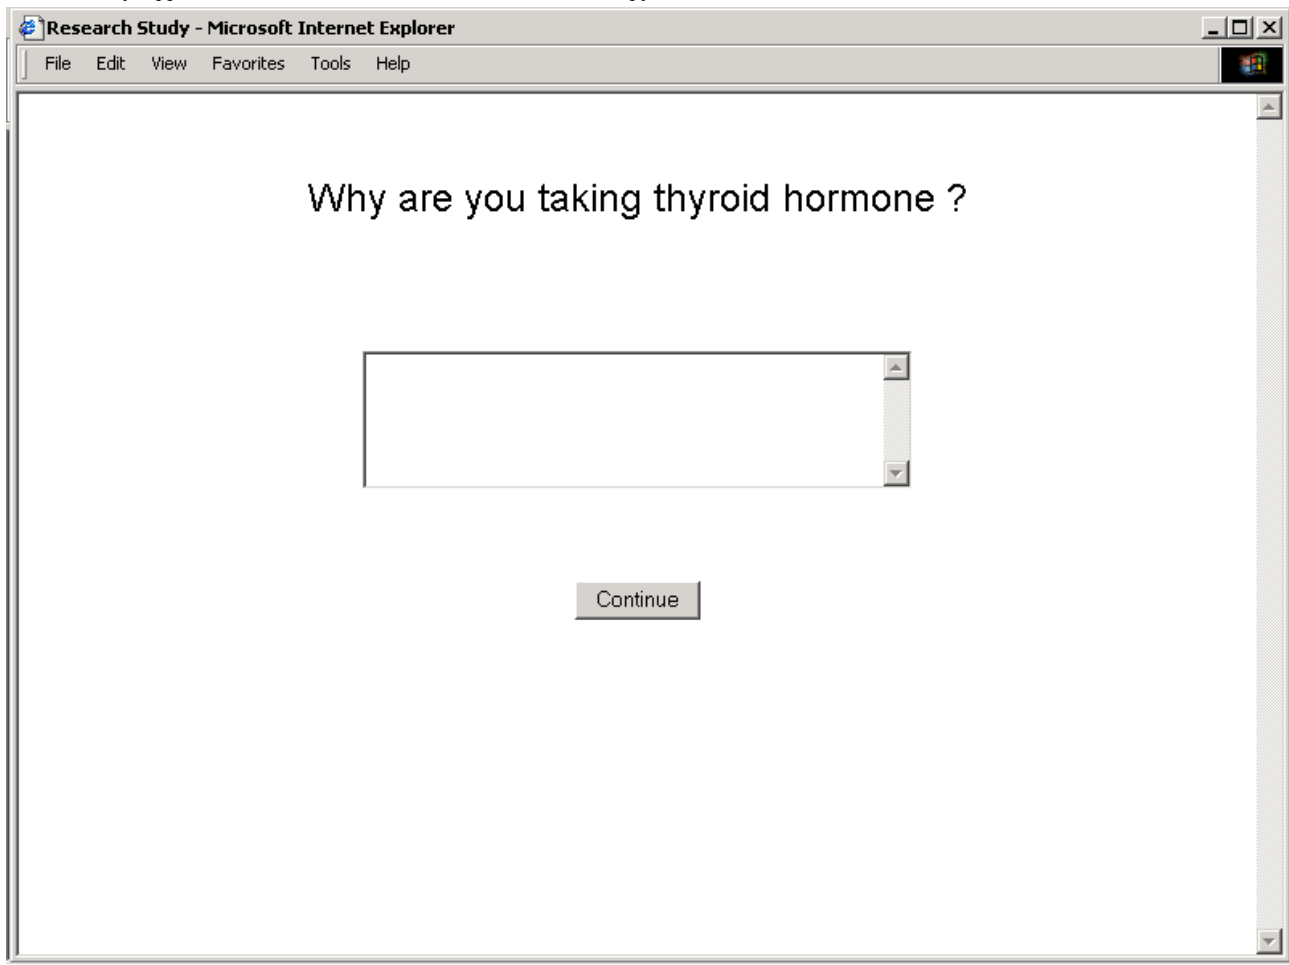 Research Study - Microsoft Internet Explorer
File Edit View Favorites Tools Help
Why are you taking thyroid hormone ?
Continue